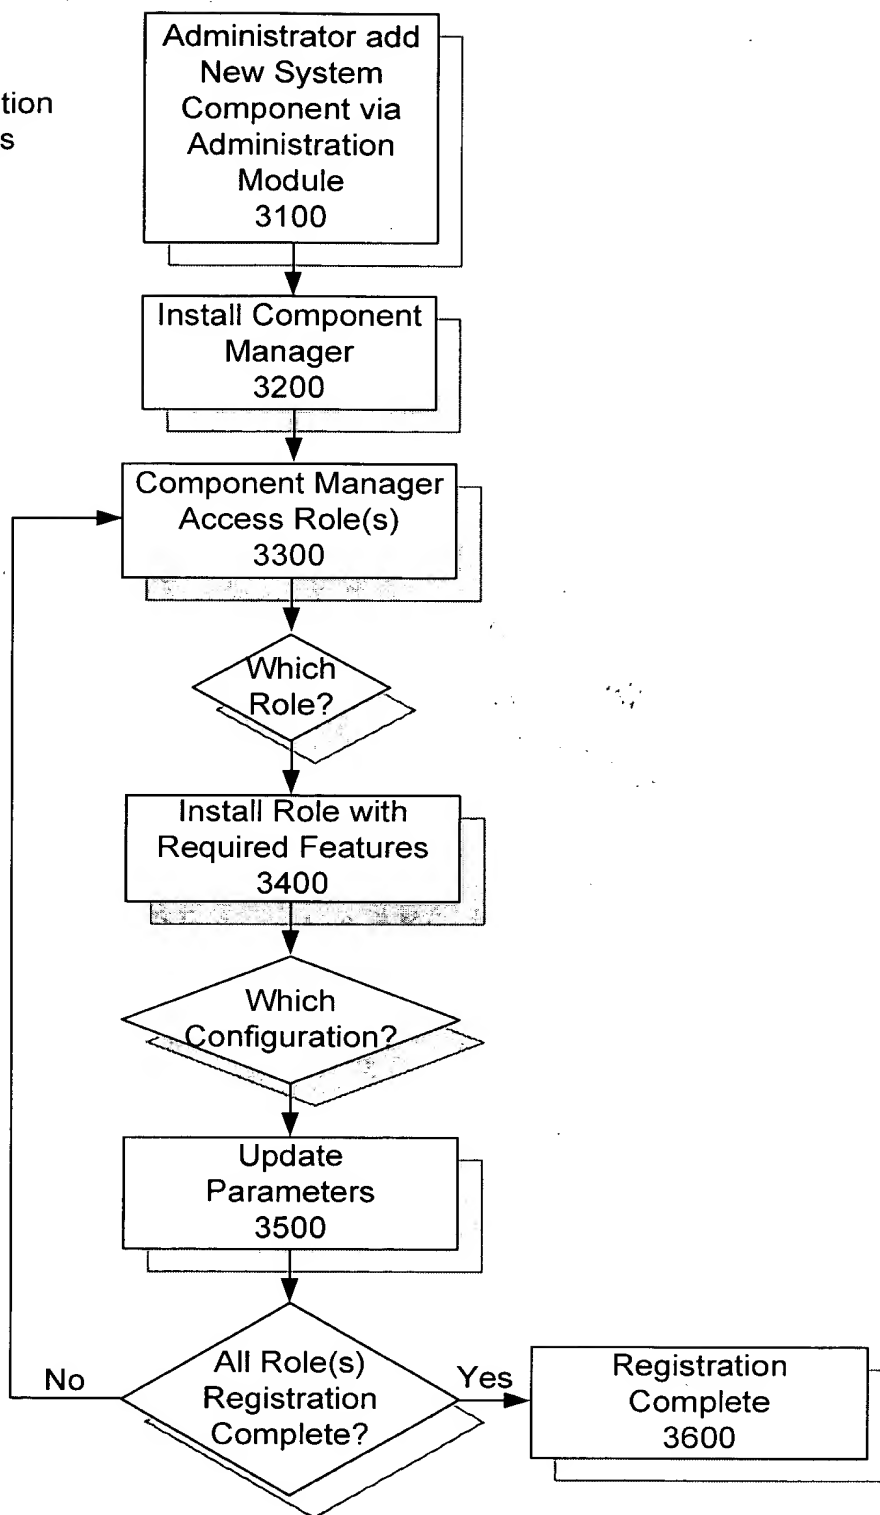 Administrator add
New System
Component via
Administration
Module
3100
tion
s
Install Component
Manager
3200
Component Manager
Access Role(s)
3300
Which
Role?
Install Role with
Required Features
3400
Which
Configuration?
Update
Parameters
3500
All Role(s)
Registration
Complete?
No
Yes
Registration
Complete
3600